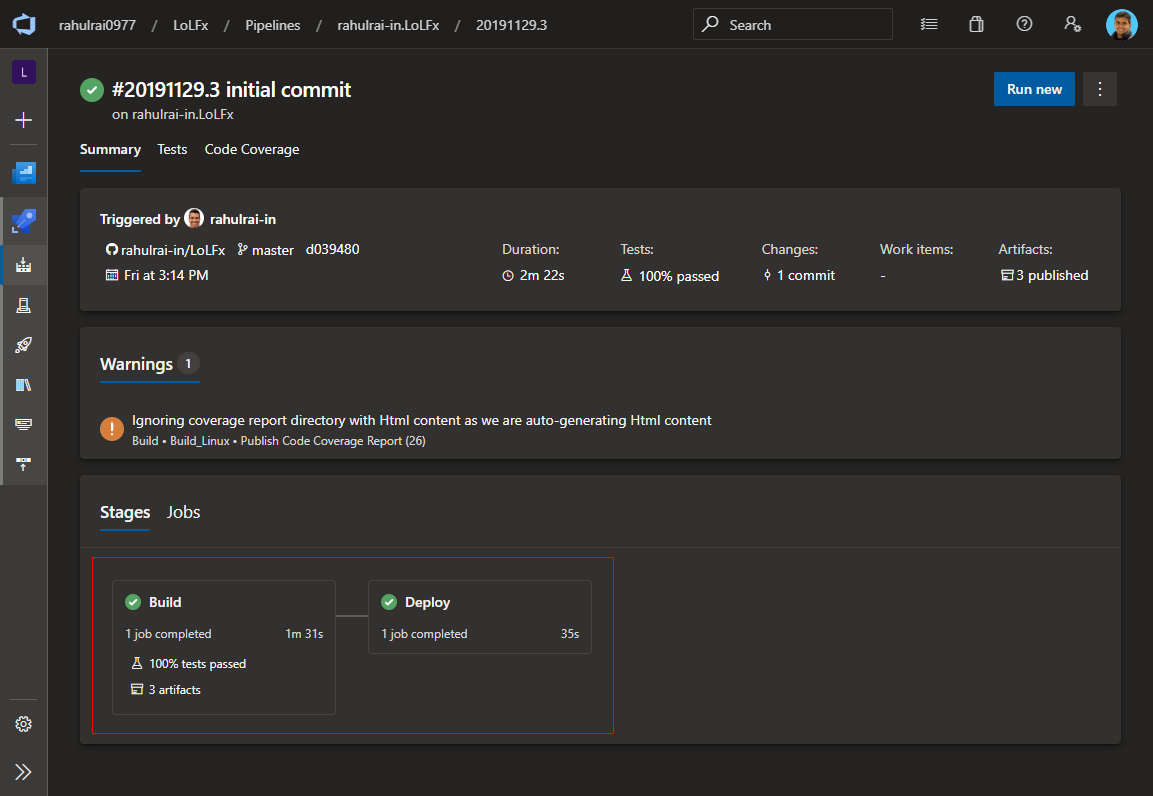 rahulrai0977 / LoLFx / Pipelines / rahulrai-in.LoLFx / 20191129.3 Search
L
#20191129.3 initial commit Run new
on rahulrai-in.LoLFx
Summary Tests Code Coverage
Triggered by rahulrai-in
rahulrai-in/LoLFx master d039480 Duration: Tests: Changes: Work items: Artifacts:
Fri at 3:14 PM 2m 22s 100% passed 1 commit - 3 published
Warnings 1
Ignoring coverage report directory with Html content as we are auto-generating Html content
Build • Build_Linux • Publish Code Coverage Report (26)
Stages Jobs
Build Deploy
1 job completed 1m 31s 1 job completed 35s
100% tests passed
3 artifacts